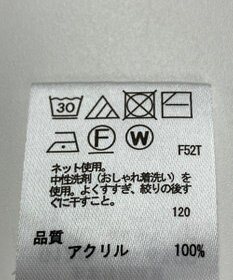 30
F W
F52T
ネット使用。
中性洗剤（おしゃれ着洗い）を
使用。よくすすぎ、絞りの後す
ぐに干すこと。
120
品質
アクリル 100%